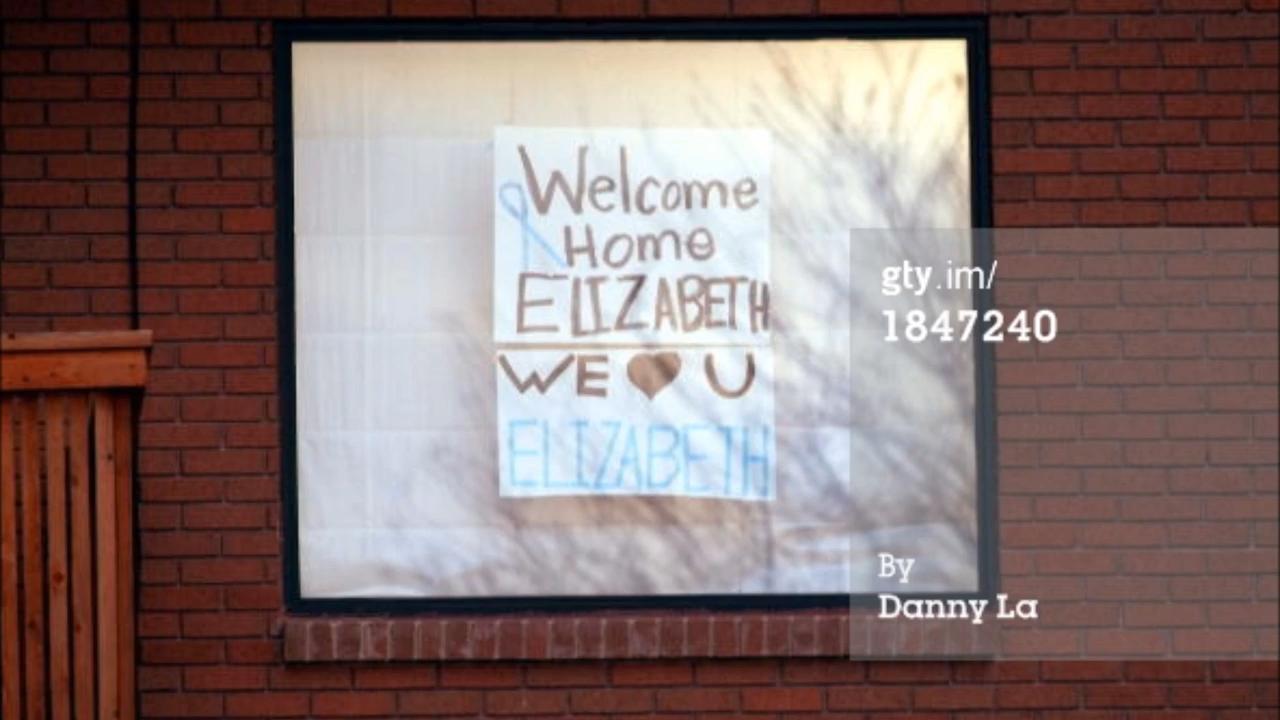 Welcome
Home
ELIZABETH
WE ♥ U
ELIZABETH
gty.im/
1847240
By
Danny La